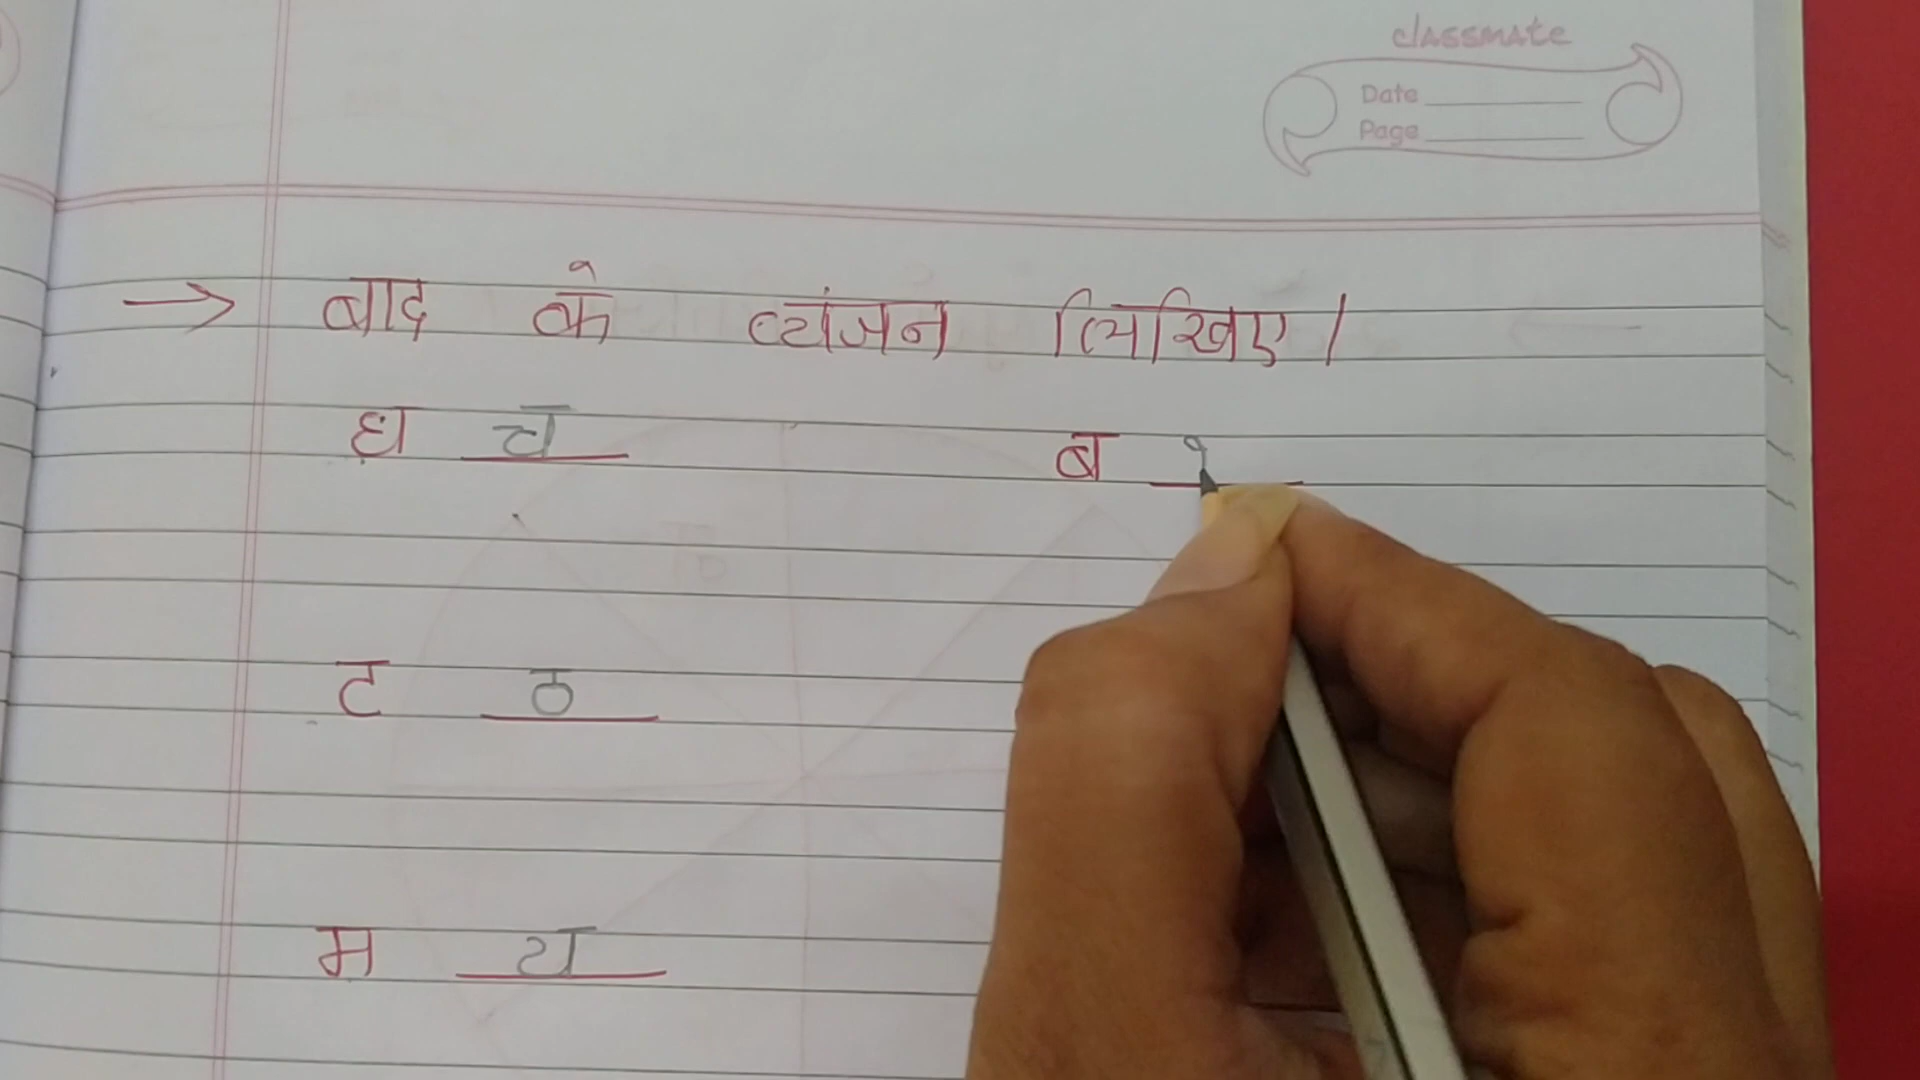 classmate
Date
Page
→ बाद के व्यंजन लिखिए।
घ च ब
ट ठ
म य